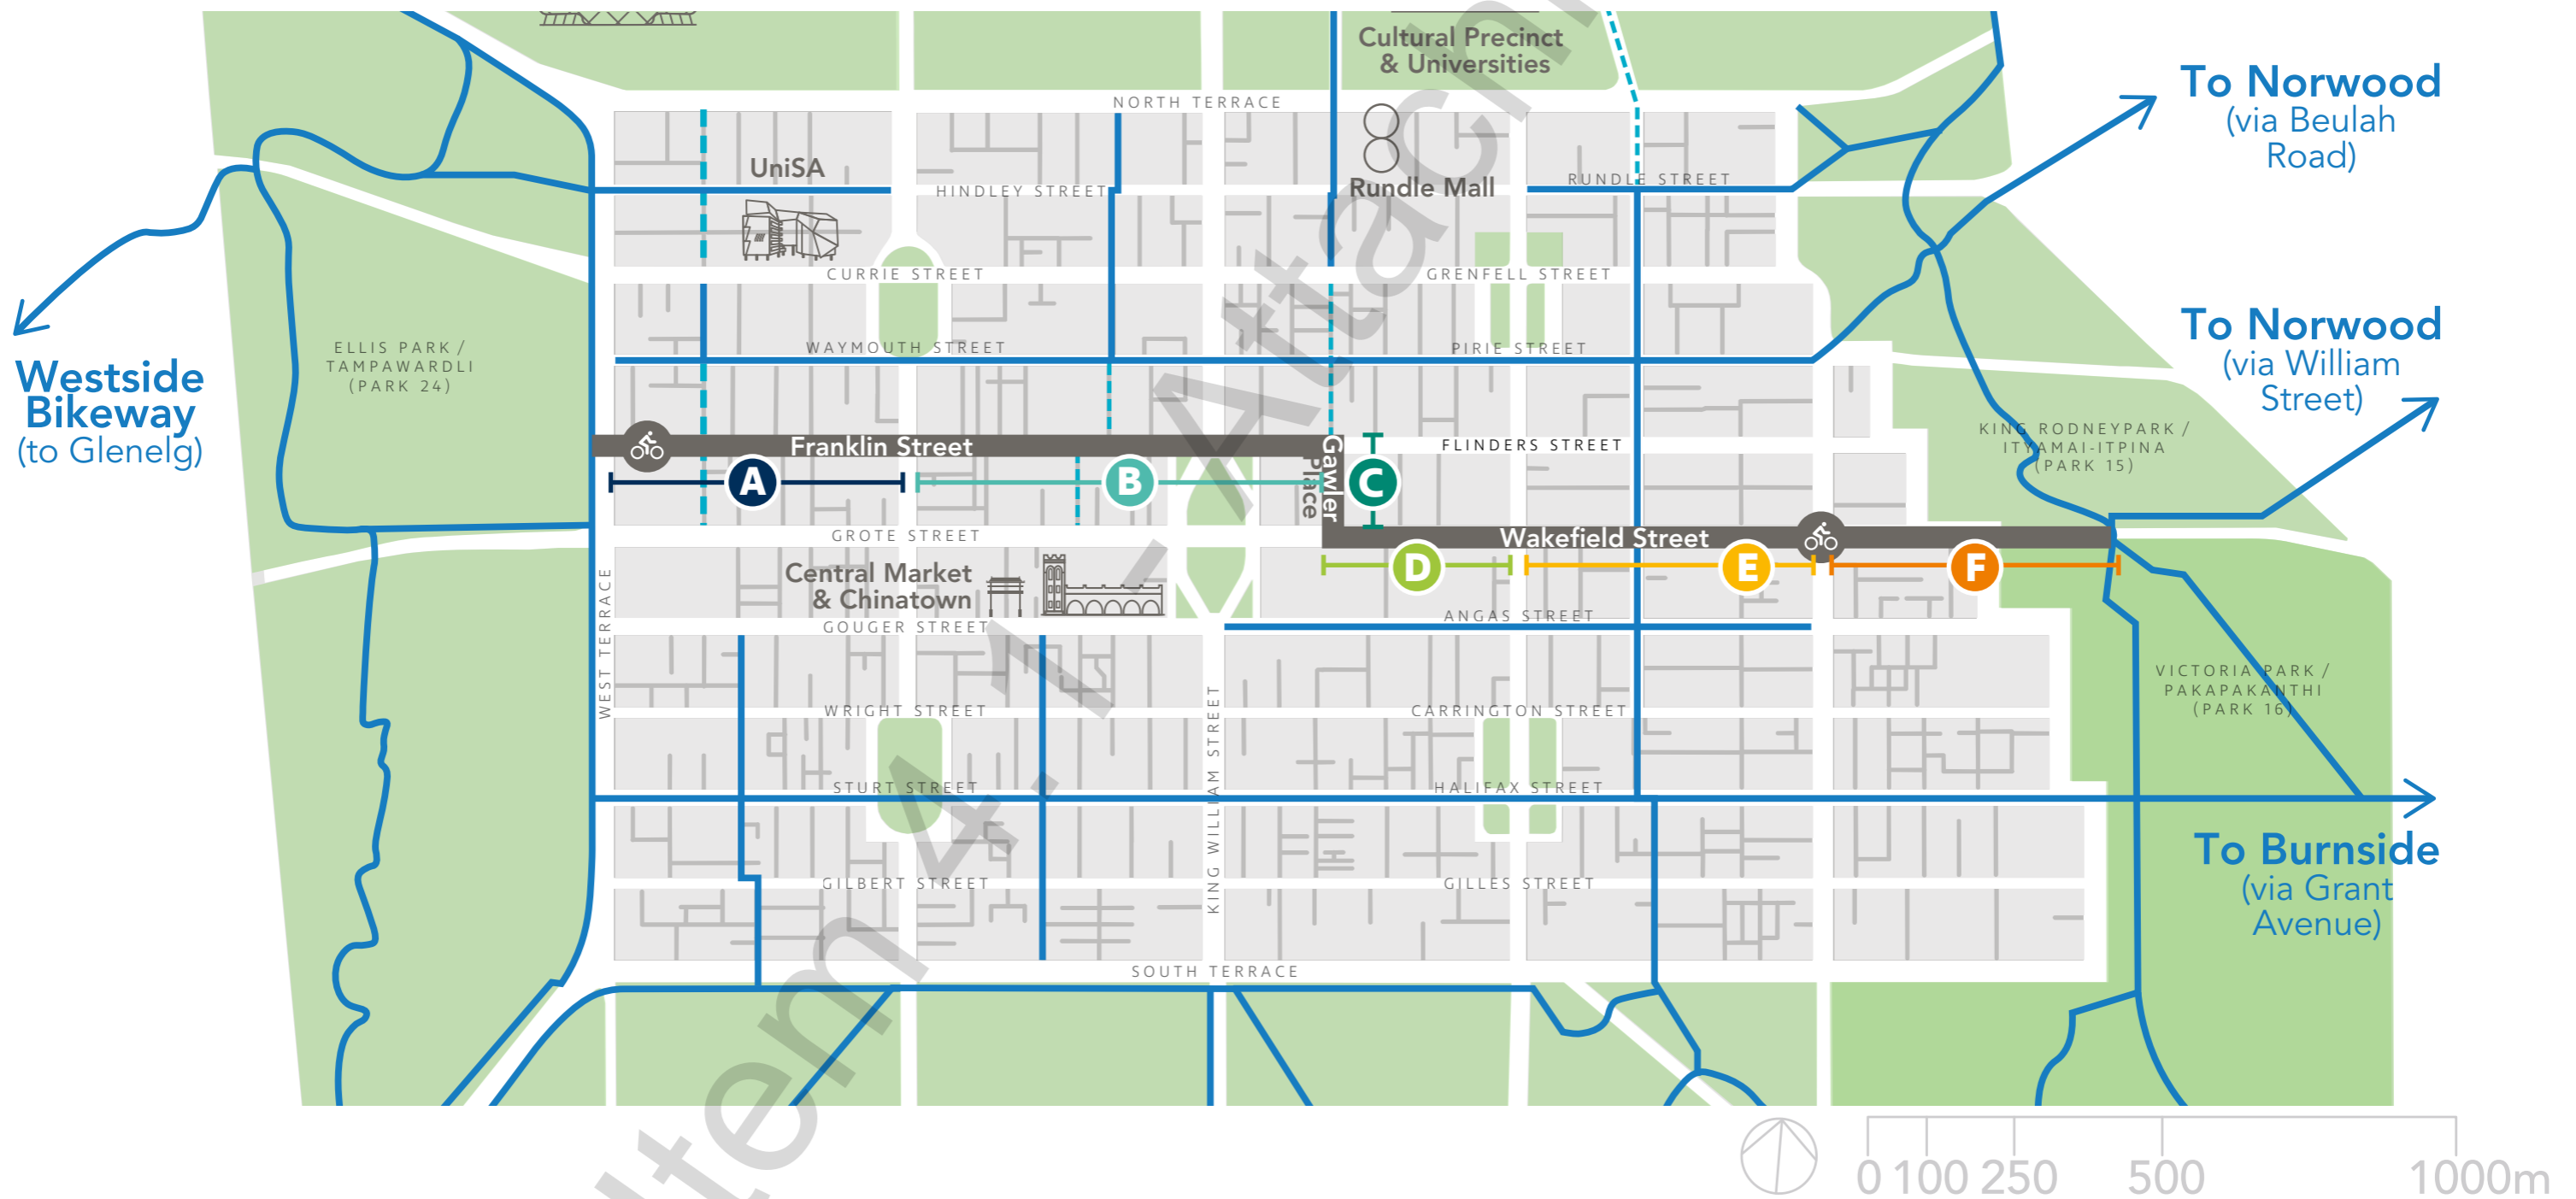 Cultural Precinct
& Universities
To Norwood
(via Beulah
Road)
NORTH TERRACE
UniSA
HINDLEY STREET
Rundle Mall
RUNDLE STREET
CURRIE STREET
GRENFELL STREET
To Norwood
(via William
Street)
ELLIS PARK /
TAMPAWARDLI
(PARK 24)
WAYMOUTH STREET
PIRIE STREET
Westside
Bikeway
(to Glenelg)
Franklin Street
Gawler
Place
FLINDERS STREET
KING RODNEYPARK /
ITYAMAI-ITPINA
(PARK 15)
A
B
C
GROTE STREET
Wakefield Street
D
E
F
Central Market
& Chinatown
GOUGER STREET
ANGAS STREET
WEST TERRACE
VICTORIA PARK /
PAKAPAKANTHI
(PARK 16)
WRIGHT STREET
CARRINGTON STREET
KING WILLIAM STREET
STURT STREET
HALIFAX STREET
To Burnside
(via Grant
Avenue)
GILBERT STREET
GILLES STREET
SOUTH TERRACE
0 100 250 500 1000m
Item 4.1 - Attach